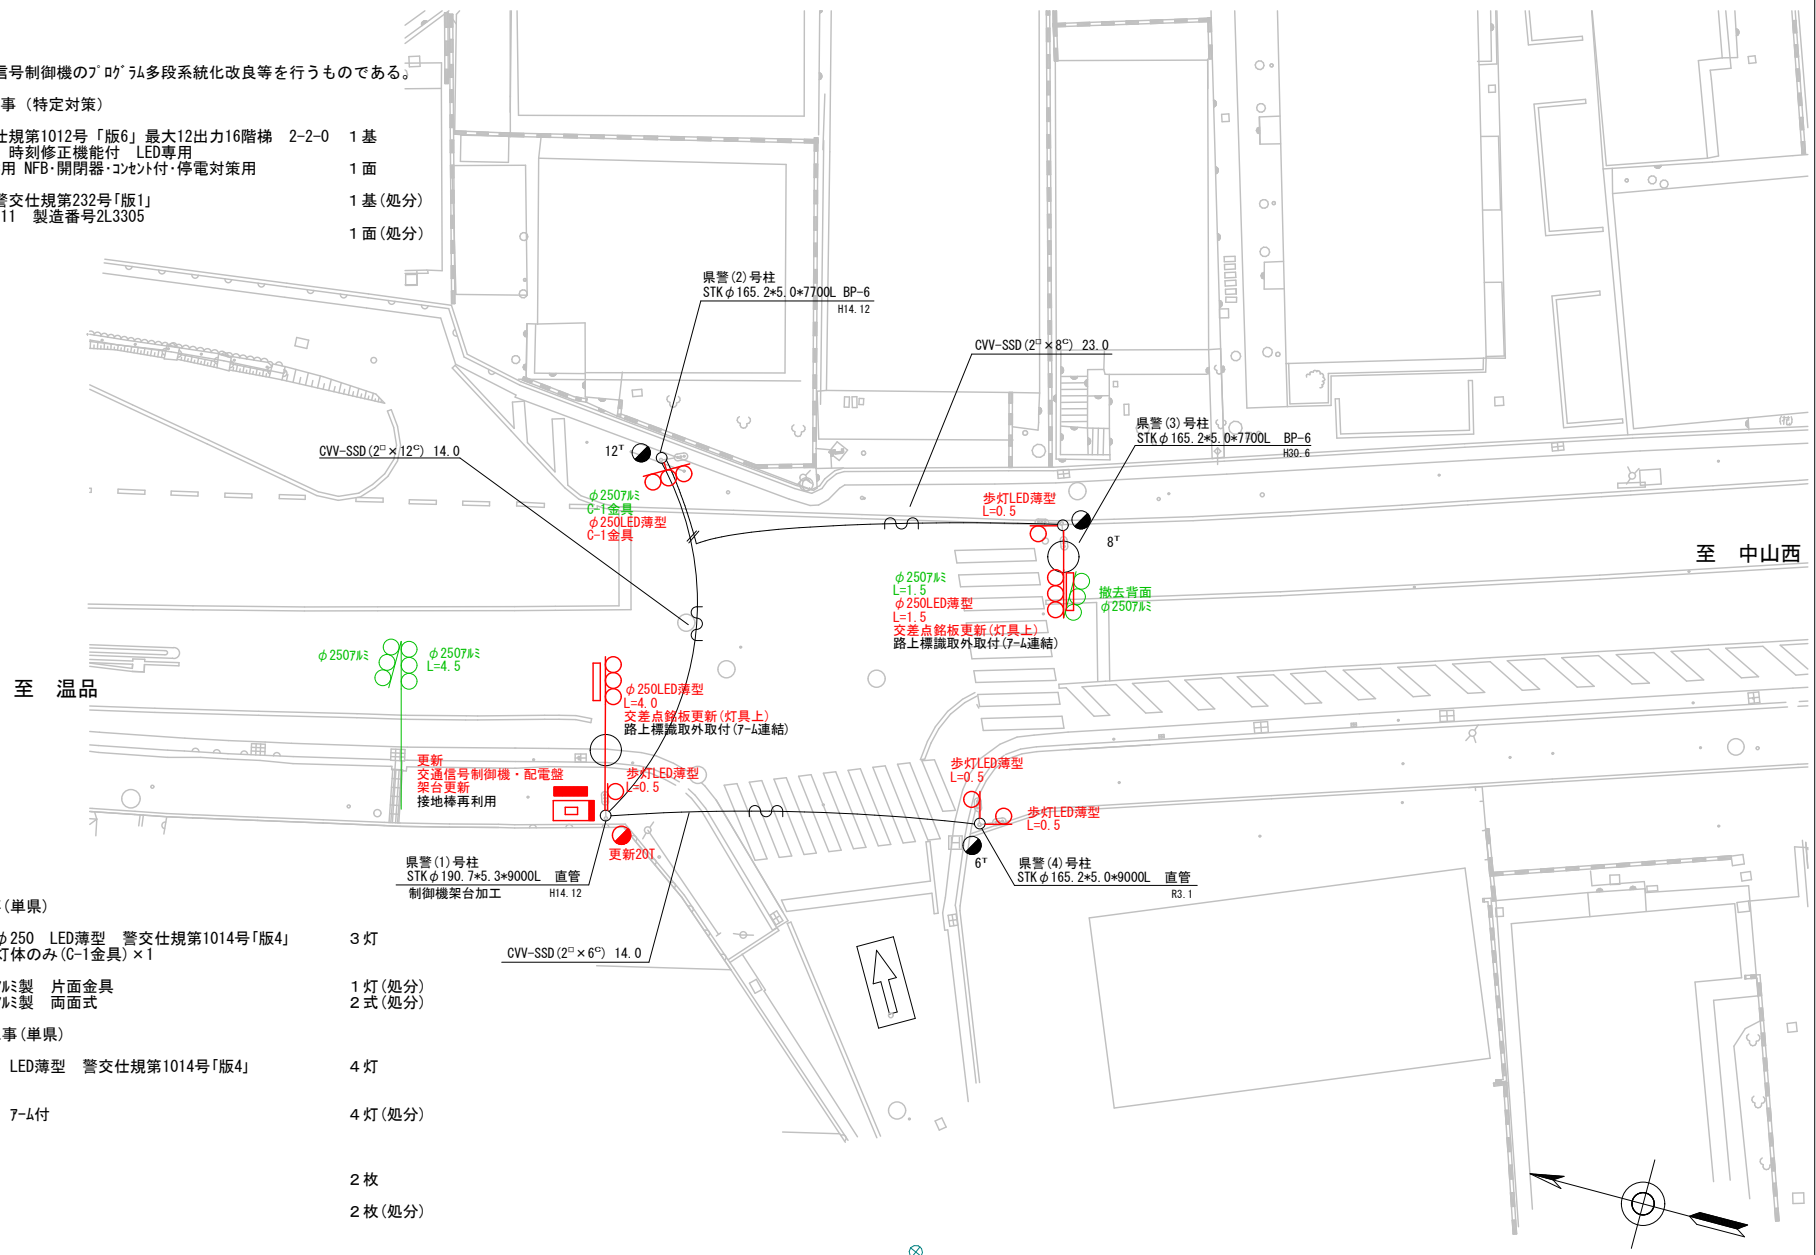 信号制御機のﾌﾟﾛｸﾞﾗﾑ多段系統化改良等を行うものである。
事（特定対策）
仕規第1012号「版6」最大12出力16階梯　2-2-0　1基
時刻修正機能付　LED専用
用 NFB･開閉器･ｺﾝｾﾝﾄ付･停電対策用　1面
警交仕規第232号｢版1｣　1基(処分)
11　製造番号2L3305
1面(処分)
県警(2)号柱
STKφ165.2*5.0*7700L BP-6
H14.12
CVV-SSD(2□×8C) 23.0
県警(3)号柱
STKφ165.2*5.0*7700L BP-6
H30.6
CVV-SSD(2□×12C) 14.0
12T
φ250ｱﾙﾐ
C-1金具
φ250LED薄型
C-1金具
歩灯LED薄型
L=0.5
8T
至　中山西
φ250ｱﾙﾐ
L=1.5
φ250LED薄型
L=1.5
交差点銘板更新(灯具上)
路上標識取外取付(ｱｰﾑ連結)
撤去背面
φ250ｱﾙﾐ
φ250ｱﾙﾐ
φ250ｱﾙﾐ
L=4.5
至　温品
φ250LED薄型
L=4.0
交差点銘板更新(灯具上)
路上標識取外取付(ｱｰﾑ連結)
更新
交通信号制御機・配電盤
架台更新
接地棒再利用
歩灯LED薄型
L=0.5
歩灯LED薄型
L=0.5
歩灯LED薄型
L=0.5
更新20T
6T
県警(1)号柱
STKφ190.7*5.3*9000L　直管
制御機架台加工　H14.12
県警(4)号柱
STKφ165.2*5.0*9000L　直管
R3.1
CVV-SSD(2□×6C) 14.0
(単県)
φ250　LED薄型　警交仕規第1014号｢版4｣　3灯
灯体のみ(C-1金具)×1
ｱﾙﾐ製　片面金具　1灯(処分)
ｱﾙﾐ製　両面式　2式(処分)
事(単県)
LED薄型　警交仕規第1014号｢版4｣　4灯
ｱｰﾑ付　4灯(処分)
2枚
2枚(処分)